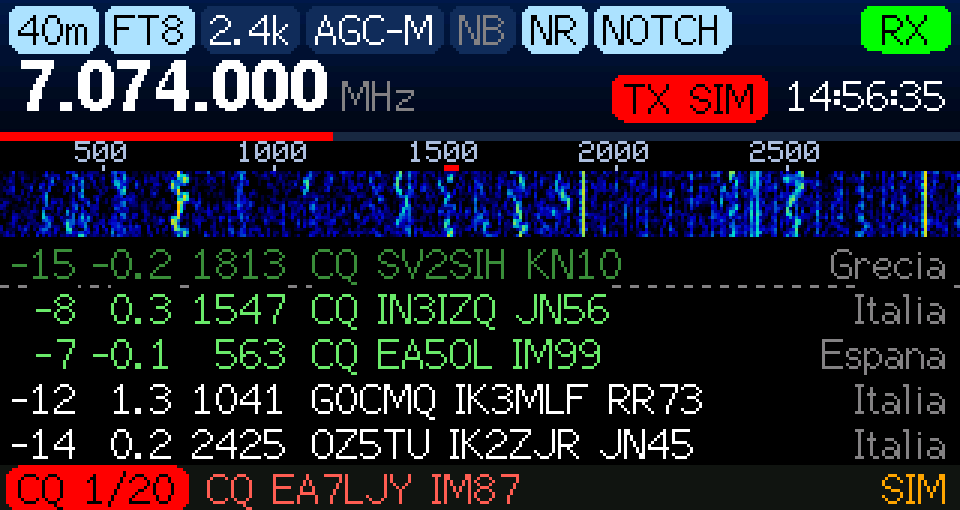 40m FT8 2.4k AGC-M NB NR NOTCH RX
7.074.000 MHz TX SIM 14:56:35
500 1000 1500 2000 2500
-15 -0.2 1813 CQ SV2SIH KN10 Grecia
-8 0.3 1547 CQ IN3IZQ JN56 Italia
-7 -0.1 563 CQ EA5OL IM99 Espana
-12 1.3 1041 G0CMQ IK3MLF RR73 Italia
-14 0.2 2425 OZ5TU IK2ZJR JN45 Italia
CQ 1/20 CQ EA7LJY IM87 SIM